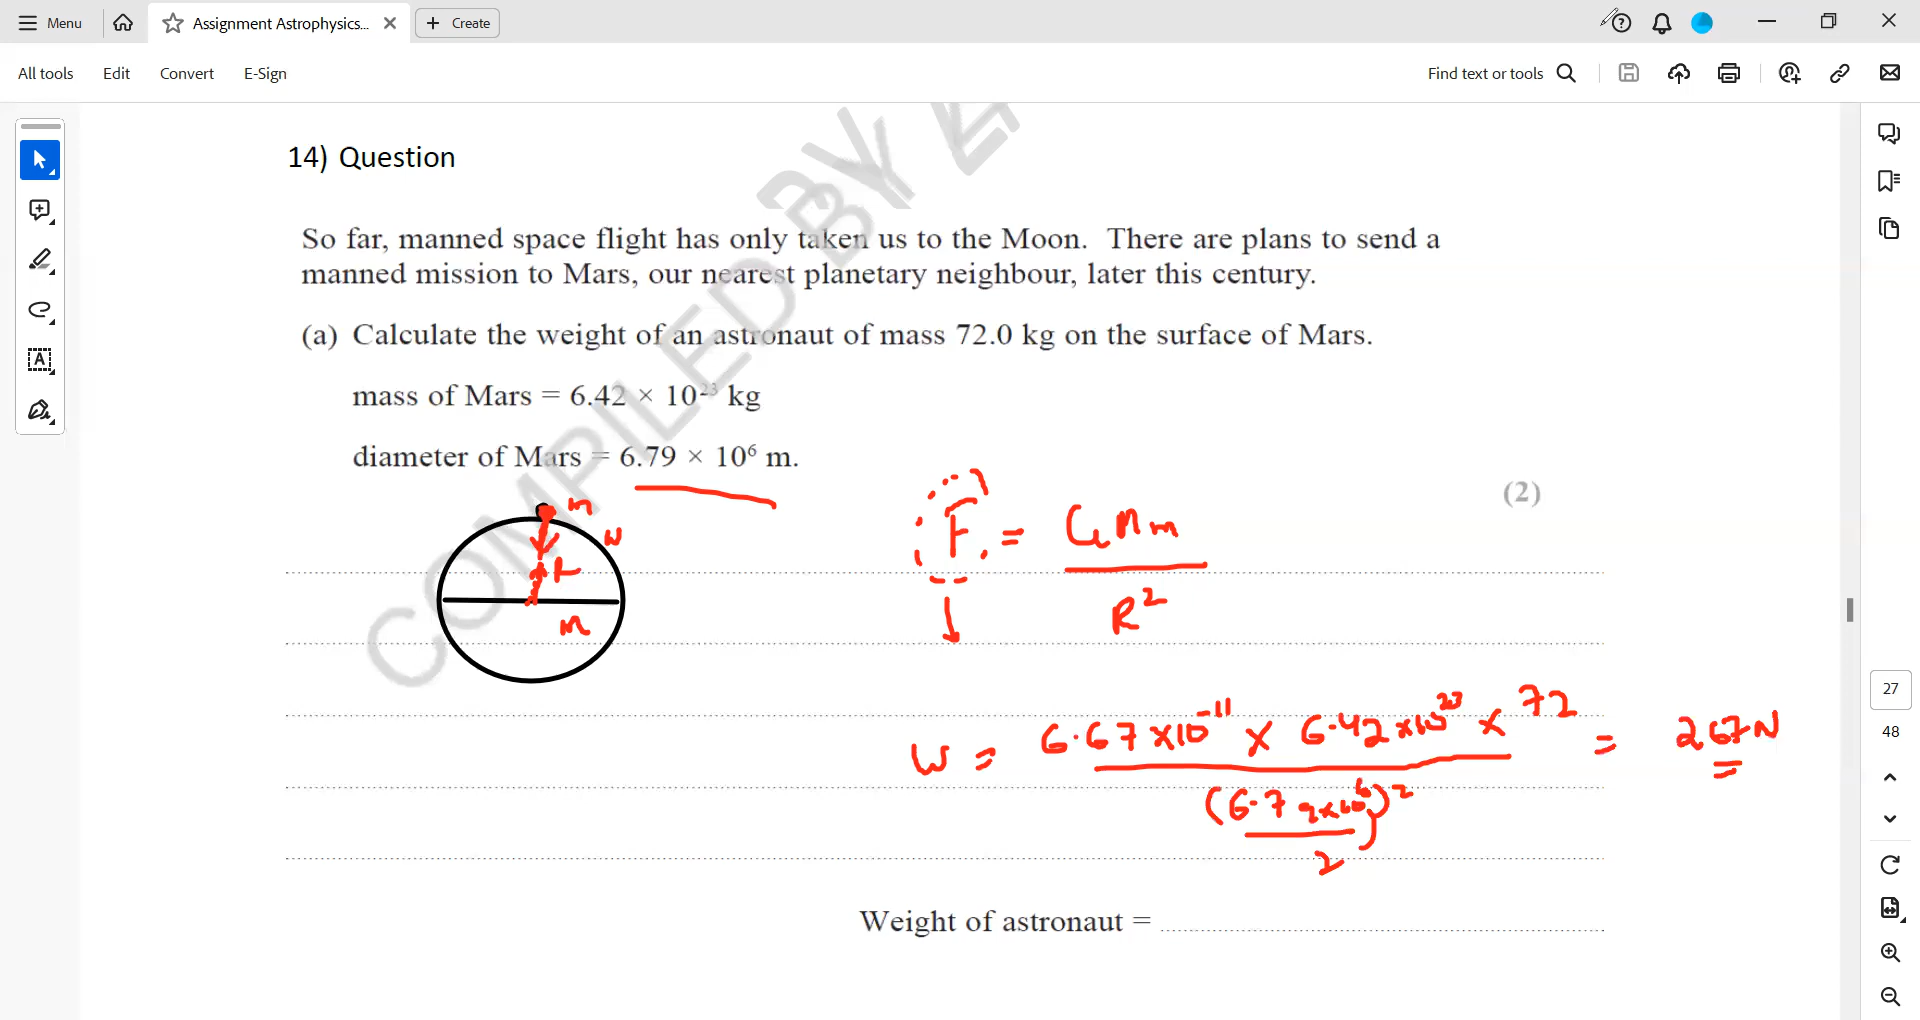 Menu
Assignment Astrophysics...
Create
All tools
Edit
Convert
E-Sign
Find text or tools
COMPILED BY
14) Question
So far, manned space flight has only taken us to the Moon. There are plans to send a
manned mission to Mars, our nearest planetary neighbour, later this century.
(a) Calculate the weight of an astronaut of mass 72.0 kg on the surface of Mars.
mass of Mars = 6.42 × 10²³ kg
diameter of Mars = 6.79 × 10⁶ m.
(2)
m
W
R
M
F = GMm
R²
W = 6.67×10⁻¹¹ × 6.42×10²³ × 72 = 267N
(6.79×10⁶)²
2
Weight of astronaut =
27
48